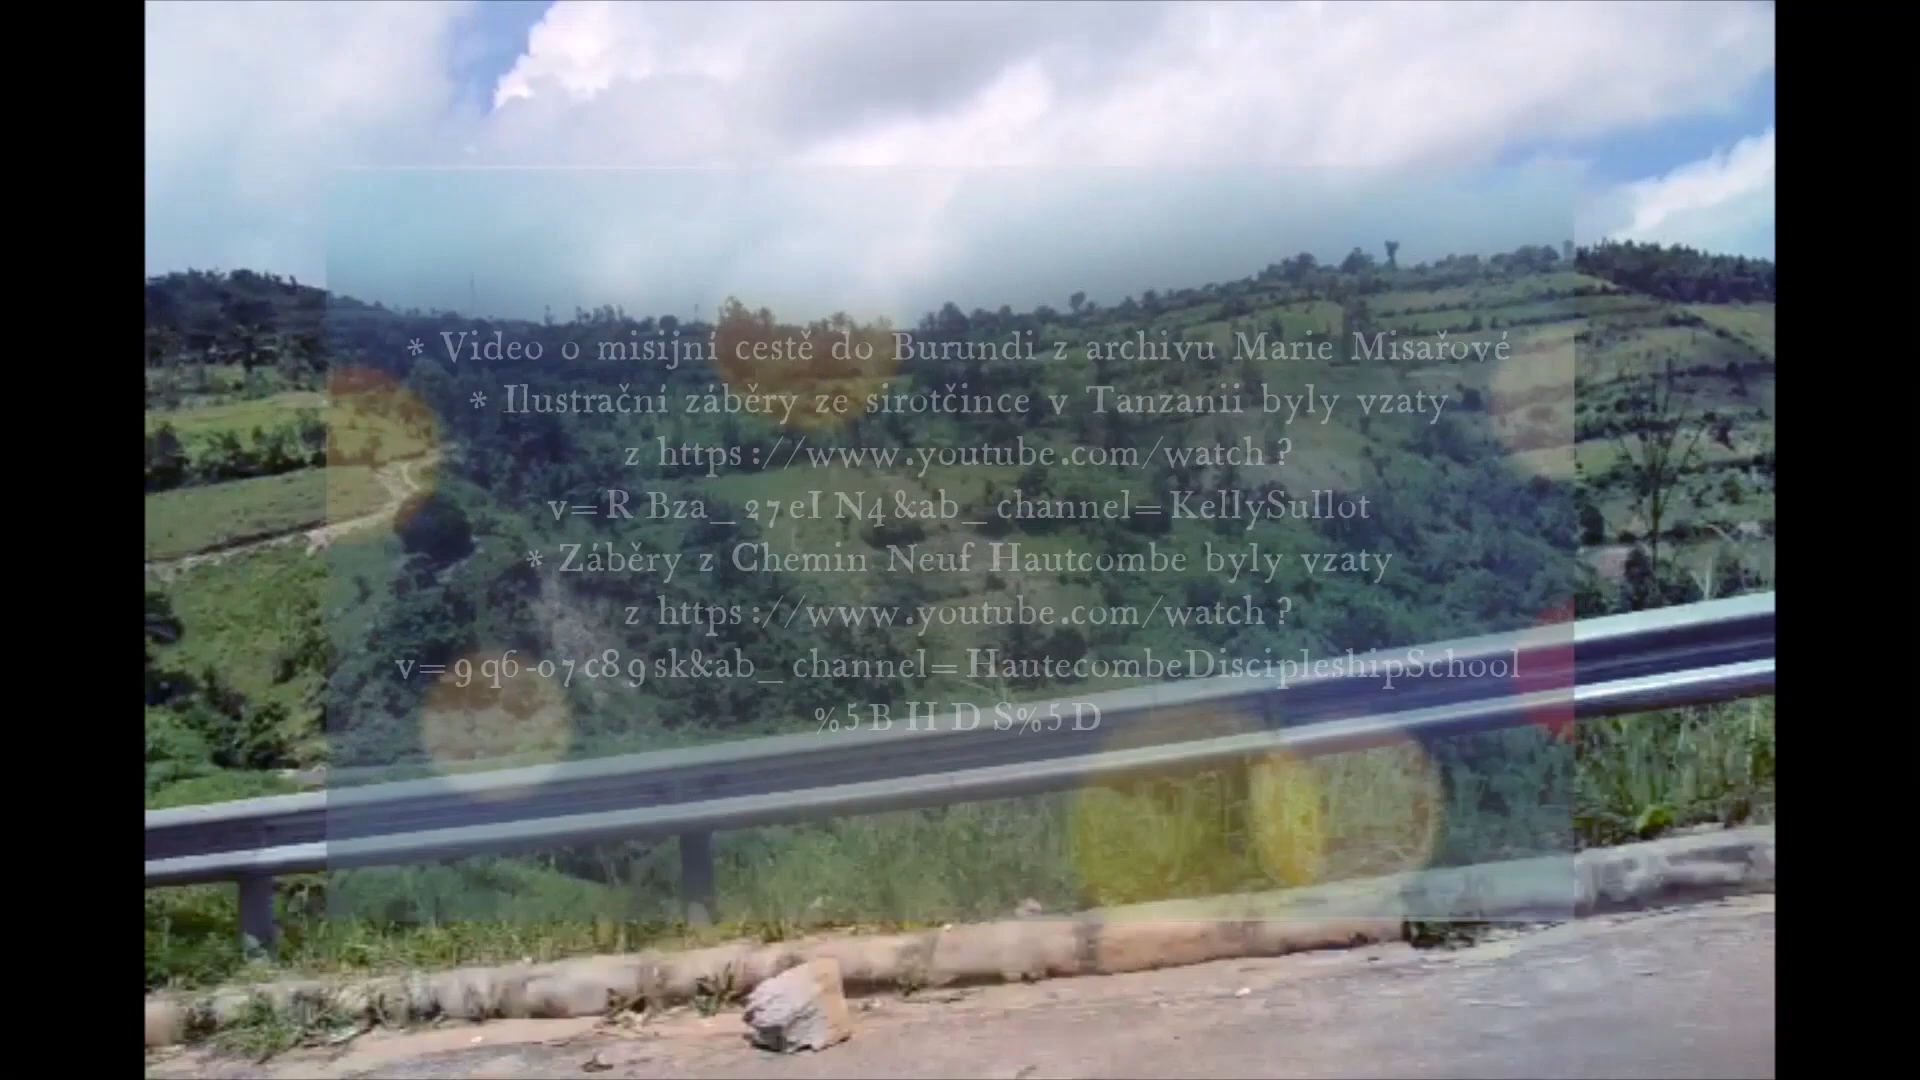 * Video o misijní cestě do Burundi z archivu Marie Misařové
* Ilustrační záběry ze sirotčince v Tanzanii byly vzaty
z https://www.youtube.com/watch?
v=RBza_27eIN4&ab_channel=KellySullot
* Záběry z Chemin Neuf Hautcombe byly vzaty
z https://www.youtube.com/watch?
v=9q6-07c89sk&ab_channel=HautecombeDiscipleshipSchool
%5BHDS%5D